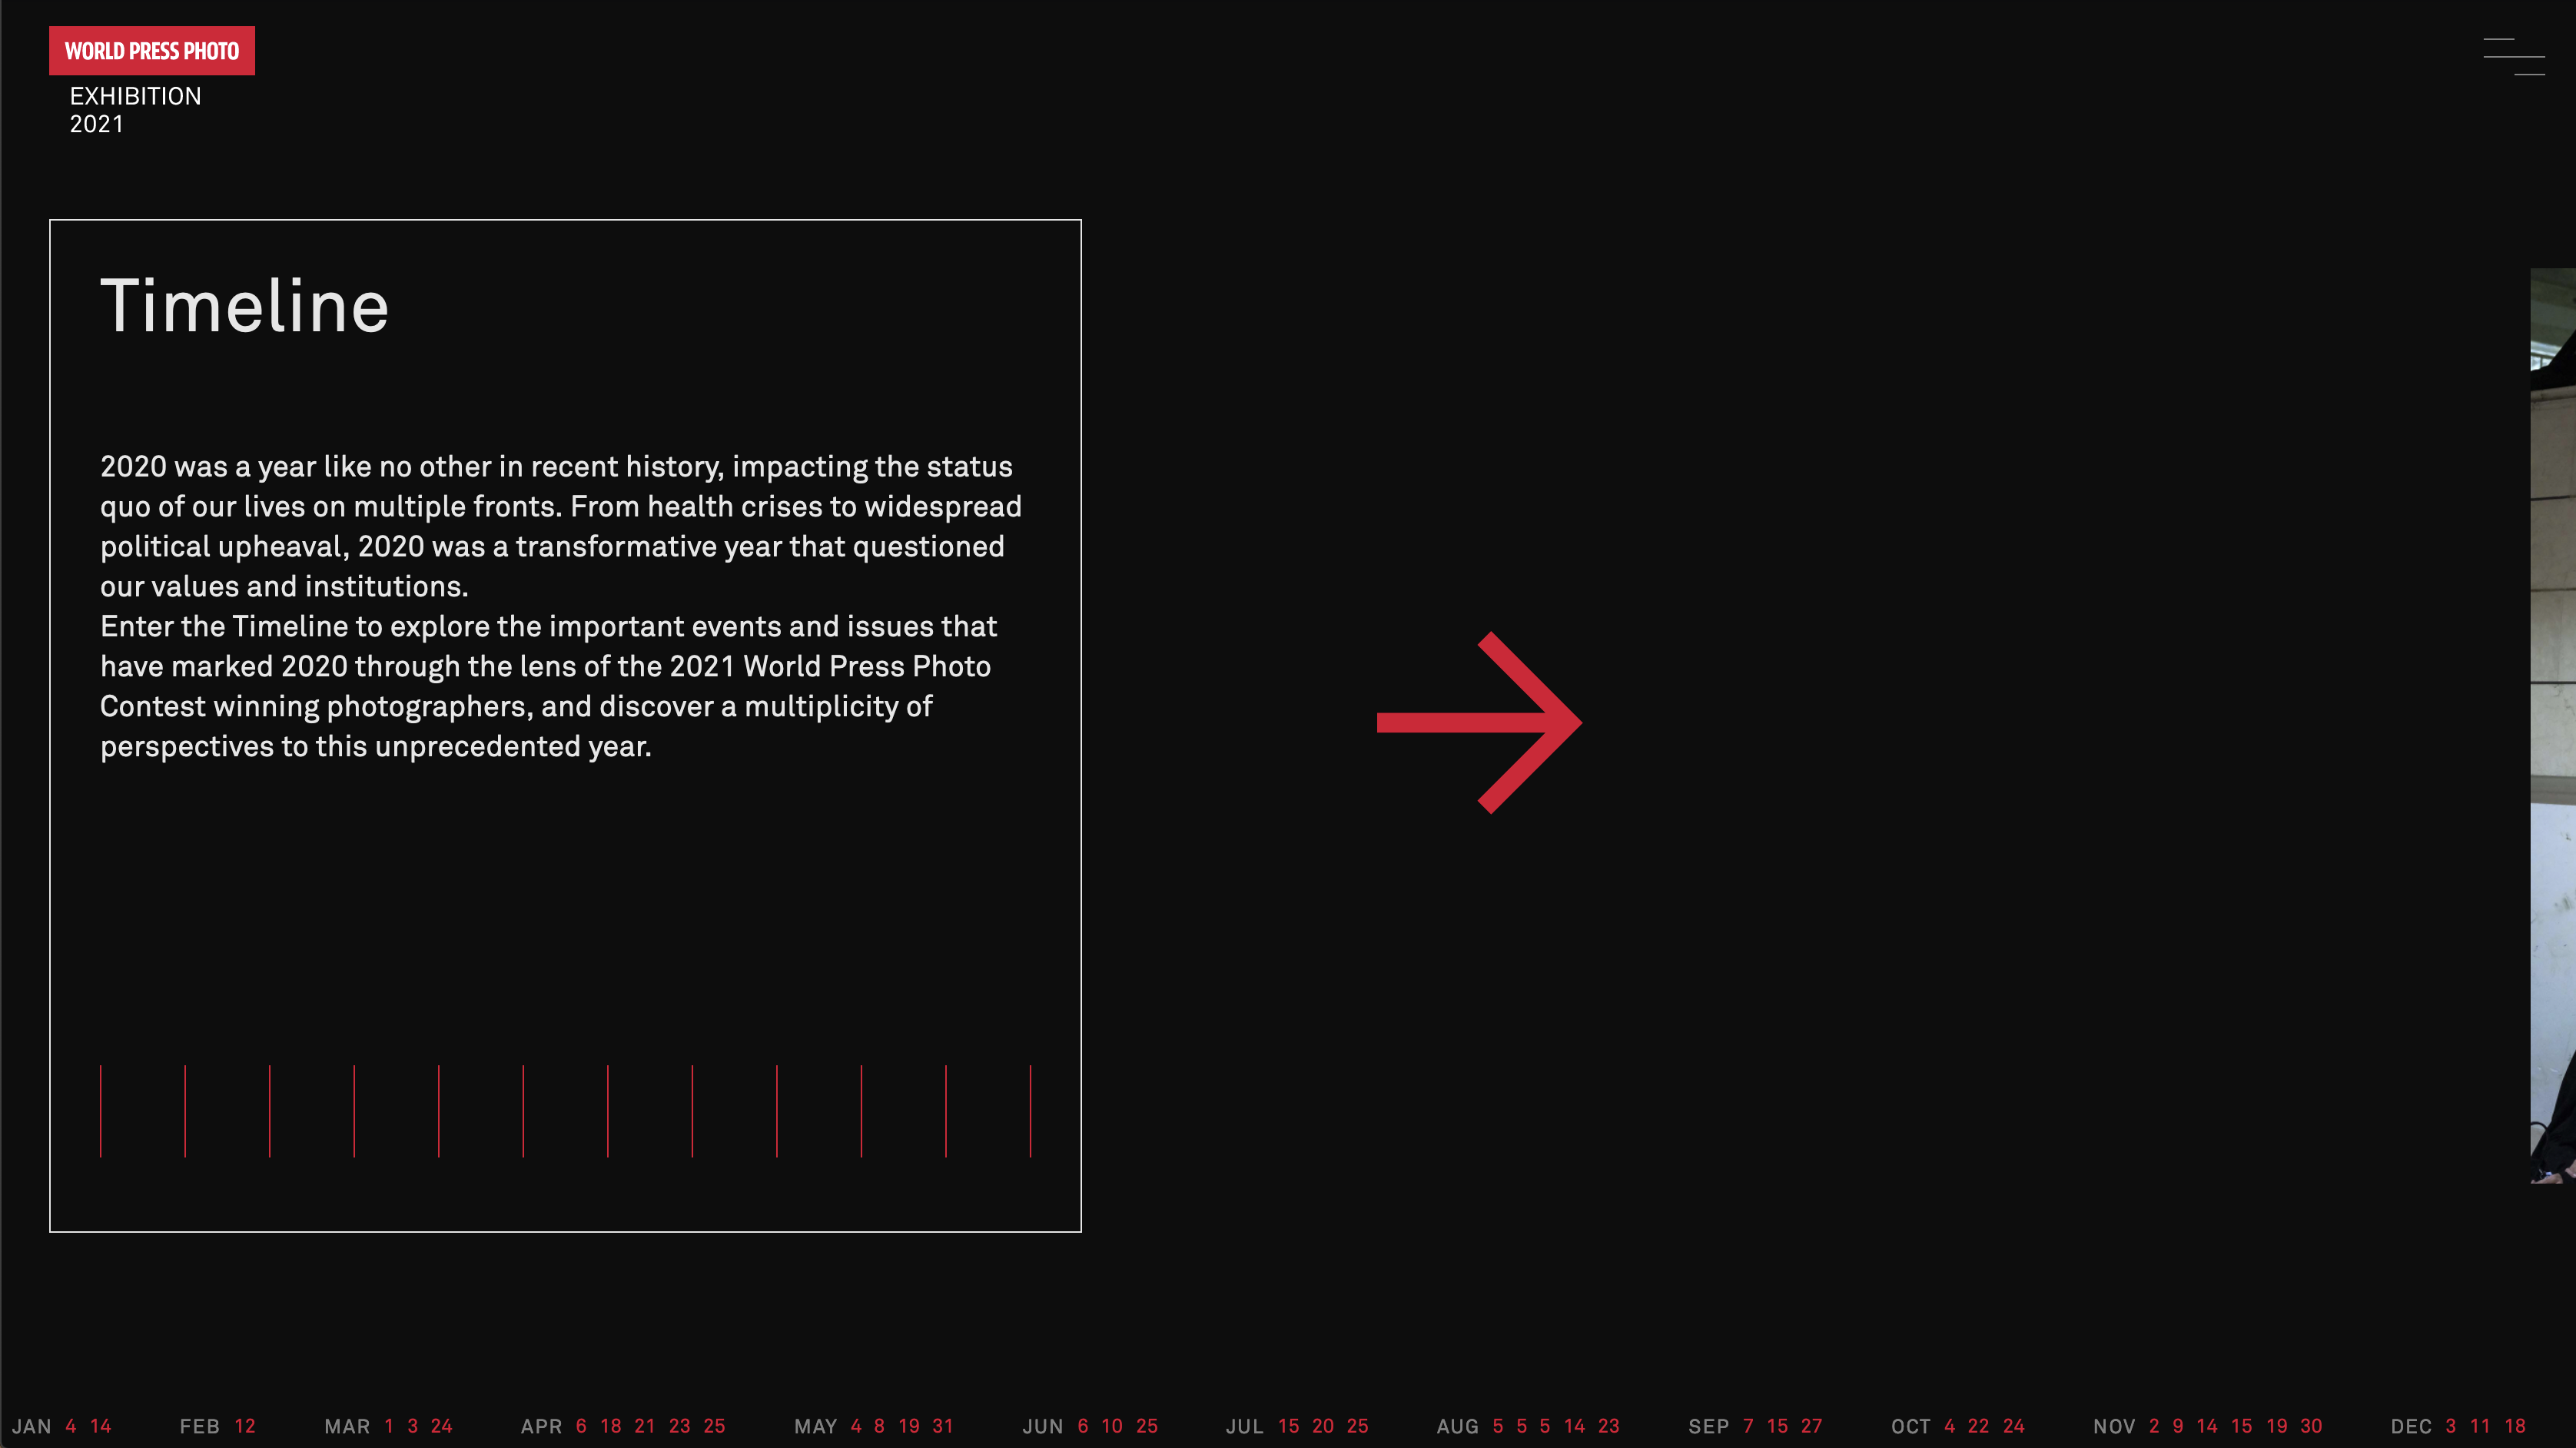 WORLD PRESS PHOTO
EXHIBITION
2021
Timeline
2020 was a year like no other in recent history, impacting the status
quo of our lives on multiple fronts. From health crises to widespread
political upheaval, 2020 was a transformative year that questioned
our values and institutions.
Enter the Timeline to explore the important events and issues that
have marked 2020 through the lens of the 2021 World Press Photo
Contest winning photographers, and discover a multiplicity of
perspectives to this unprecedented year.
JAN 4 14 FEB 12 MAR 1 3 24 APR 6 18 21 23 25 MAY 4 8 19 31 JUN 6 10 25 JUL 15 20 25 AUG 5 5 5 14 23 SEP 7 15 27 OCT 4 22 24 NOV 2 9 14 15 19 30 DEC 3 11 18